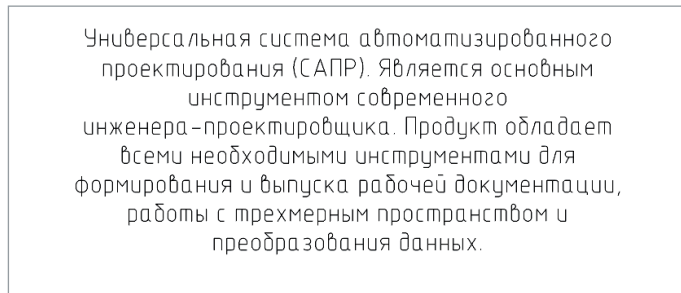 Универсальная система автоматизированного
проектирования (САПР). Является основным
инструментом современного
инженера-проектировщика. Продукт обладает
всеми необходимыми инструментами для
формирования и выпуска рабочей документации,
работы с трехмерным пространством и
преобразования данных.